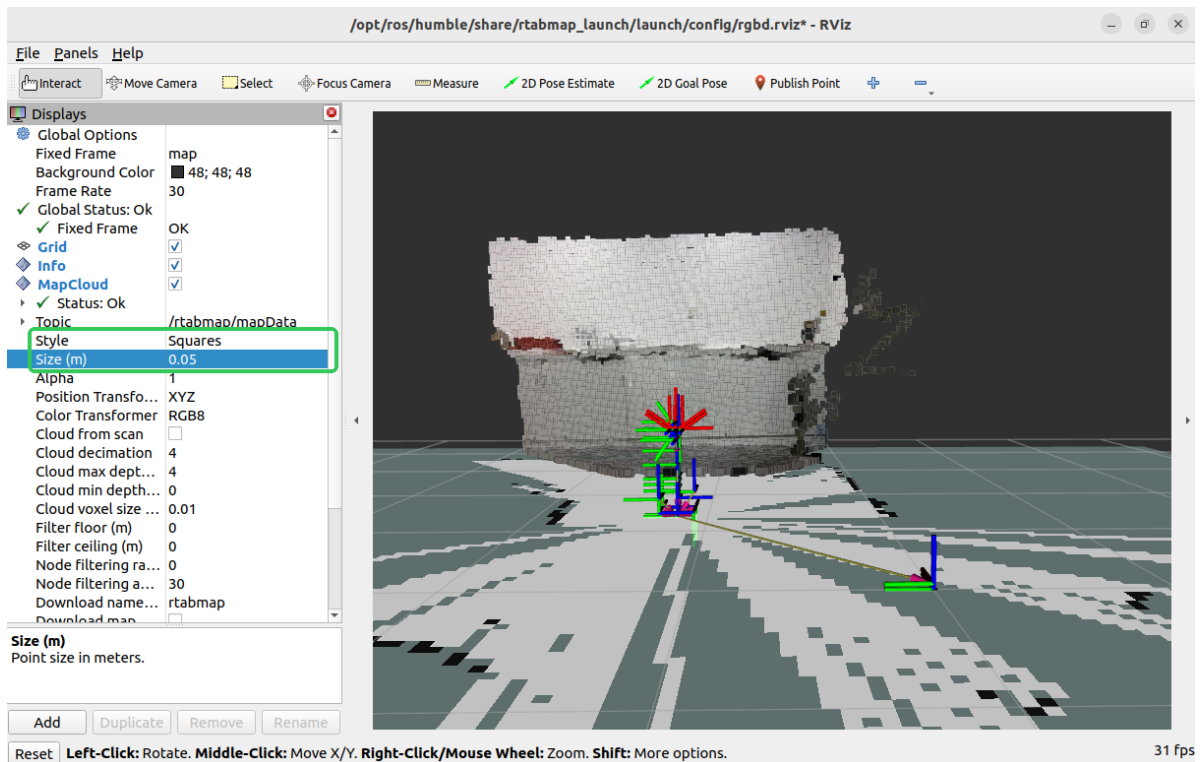 /opt/ros/humble/share/rtabmap_launch/launch/config/rgbd.rviz* - RViz
File Panels Help
Interact Move Camera Select Focus Camera Measure 2D Pose Estimate 2D Goal Pose Publish Point
Displays
Global Options
Fixed Frame map
Background Color 48; 48; 48
Frame Rate 30
Global Status: Ok
Fixed Frame OK
Grid
Info
MapCloud
Status: Ok
Topic /rtabmap/mapData
Style Squares
Size (m) 0.05
Alpha 1
Position Transfo... XYZ
Color Transformer RGB8
Cloud from scan
Cloud decimation 4
Cloud max dept... 4
Cloud min depth... 0
Cloud voxel size ... 0.01
Filter floor (m) 0
Filter ceiling (m) 0
Node filtering ra... 0
Node filtering a... 30
Download name... rtabmap
Download map
Size (m)
Point size in meters.
Add Duplicate Remove Rename
Reset Left-Click: Rotate. Middle-Click: Move X/Y. Right-Click/Mouse Wheel: Zoom. Shift: More options. 31 fps